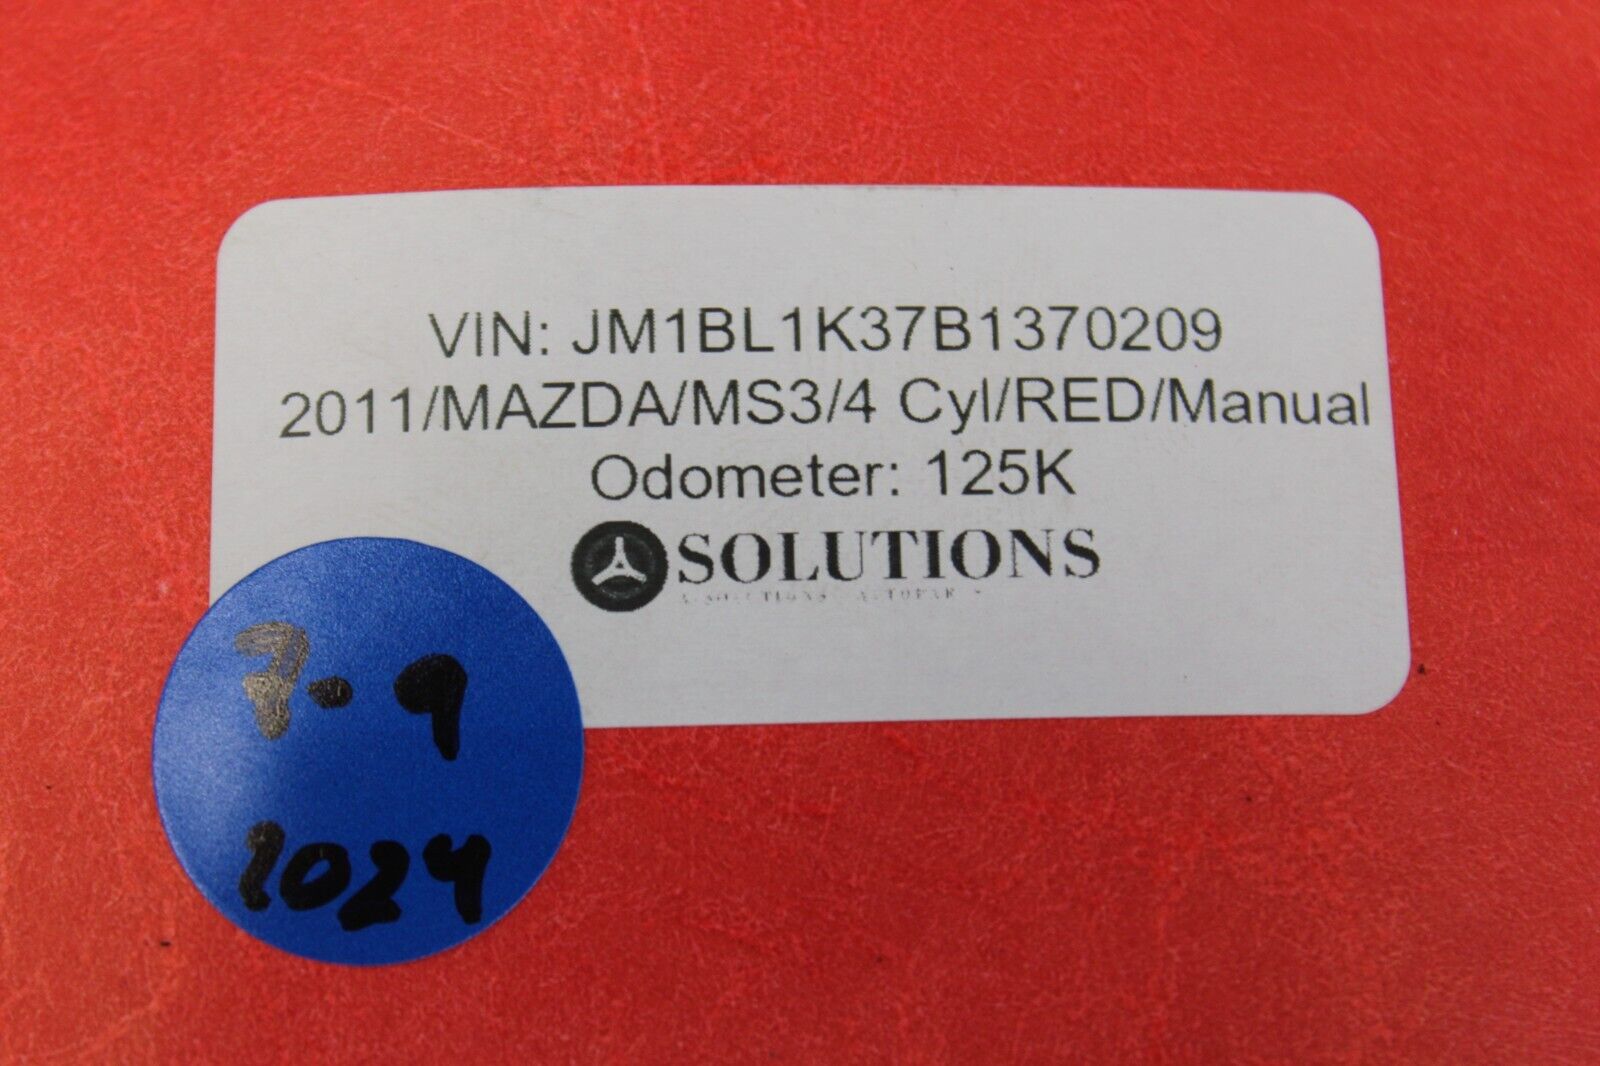 VIN: JM1BL1K37B1370209
2011/MAZDA/MS3/4 Cyl/RED/Manual
Odometer: 125K
SOLUTIONS
7-9
1024